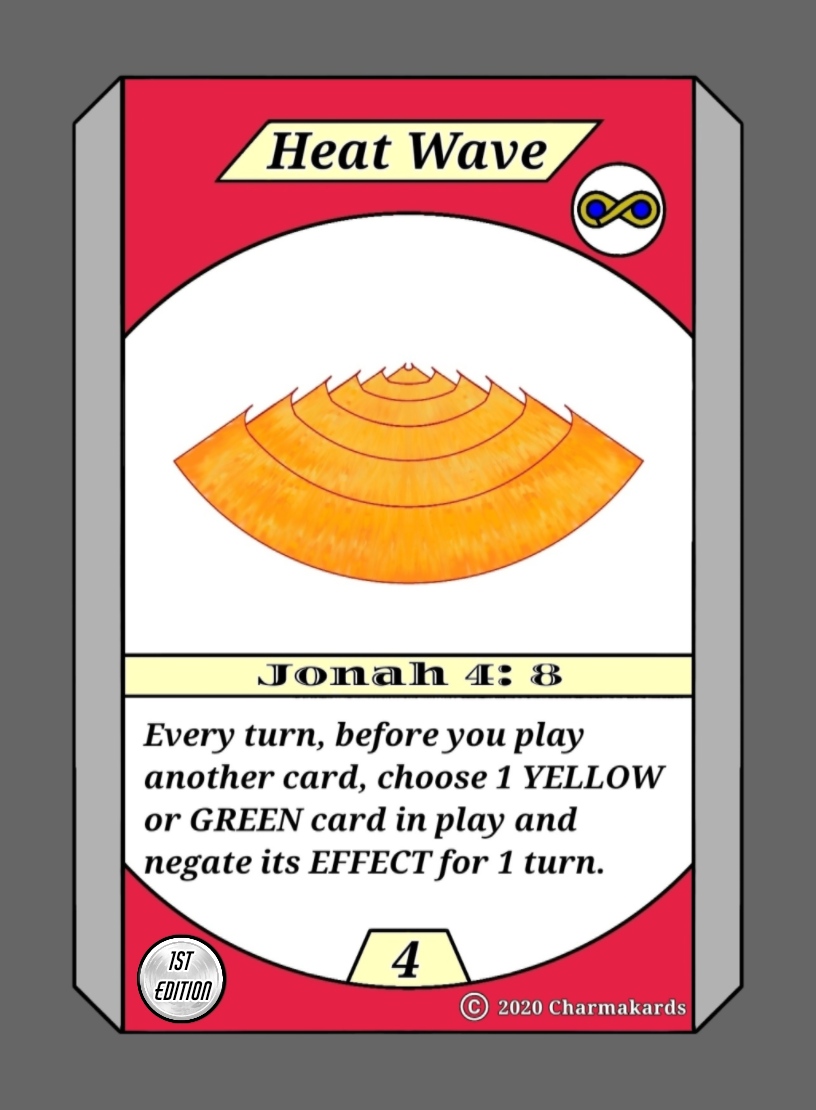 Heat Wave
Jonah 4: 8
Every turn, before you play
another card, choose 1 YELLOW
or GREEN card in play and
negate its EFFECT for 1 turn.
4
1ST
EDITION
© 2020 Charmakards